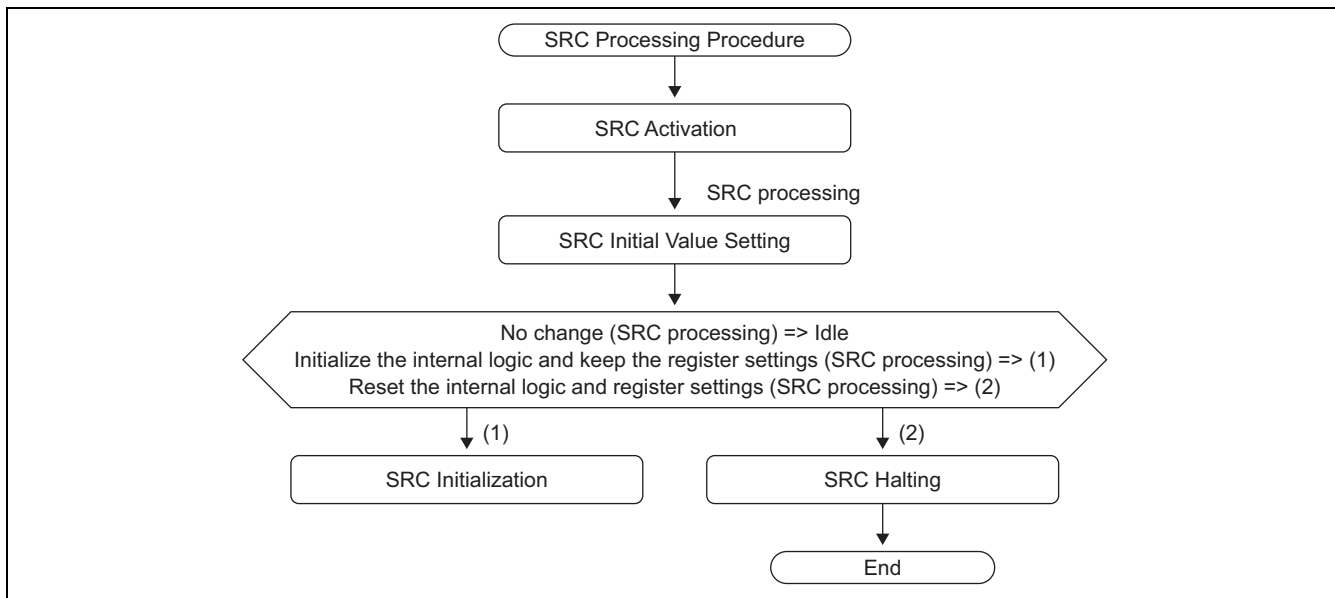 SRC Processing Procedure
SRC Activation
SRC processing
SRC Initial Value Setting
No change (SRC processing) => Idle
Initialize the internal logic and keep the register settings (SRC processing) => (1)
Reset the internal logic and register settings (SRC processing) => (2)
(1)
(2)
SRC Initialization
SRC Halting
End